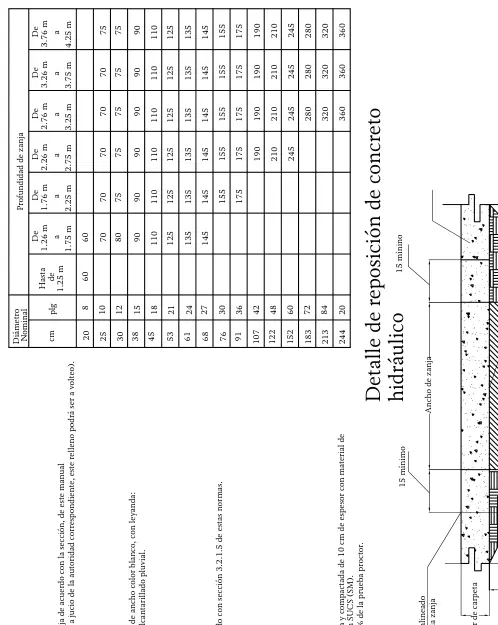 Diámetro Nominal Profundidad de zanja
cm plg Hasta de 1.25 m De 1.26 m a 1.75 m De 1.76 m a 2.25 m De 2.26 m a 2.75 m De 2.76 m a 3.25 m De 3.26 m a 3.75 m De 3.76 m a 4.25 m
20 8 60 60
25 10 70 70 70 70 70 75
30 12 80 75 75 75 75 75
38 15 90 90 90 90 90 90
45 18 110 110 110 110 110 110
53 21 125 125 125 125 125 125
61 24 135 135 135 135 135 135
68 27 145 145 145 145 145 145
76 30 155 155 155 155 155
91 36 175 175 175 175 175
107 42 190 190 190 190
122 48 210 210 210 210
152 60 245 245 245 245
183 72 280 280 280
213 84 320 320 320
244 20 360 360 360
ja de acuerdo con la sección, de este manual
a jucio de la autoridad correspondiente, este relleno podrá ser a volteo).
de ancho color blanco, con leyanda:
lcantarillado pluvial.
do con sección 3.2.1.5 de estas normas.
a y compactada de 10 cm de espesor con material de
SUCS (SM).
% de la prueba proctor.
Detalle de reposición de concreto
hidráulico
15 mínimo
15 mínino
Ancho de zanja
alineado
la zanja
or de carpeta